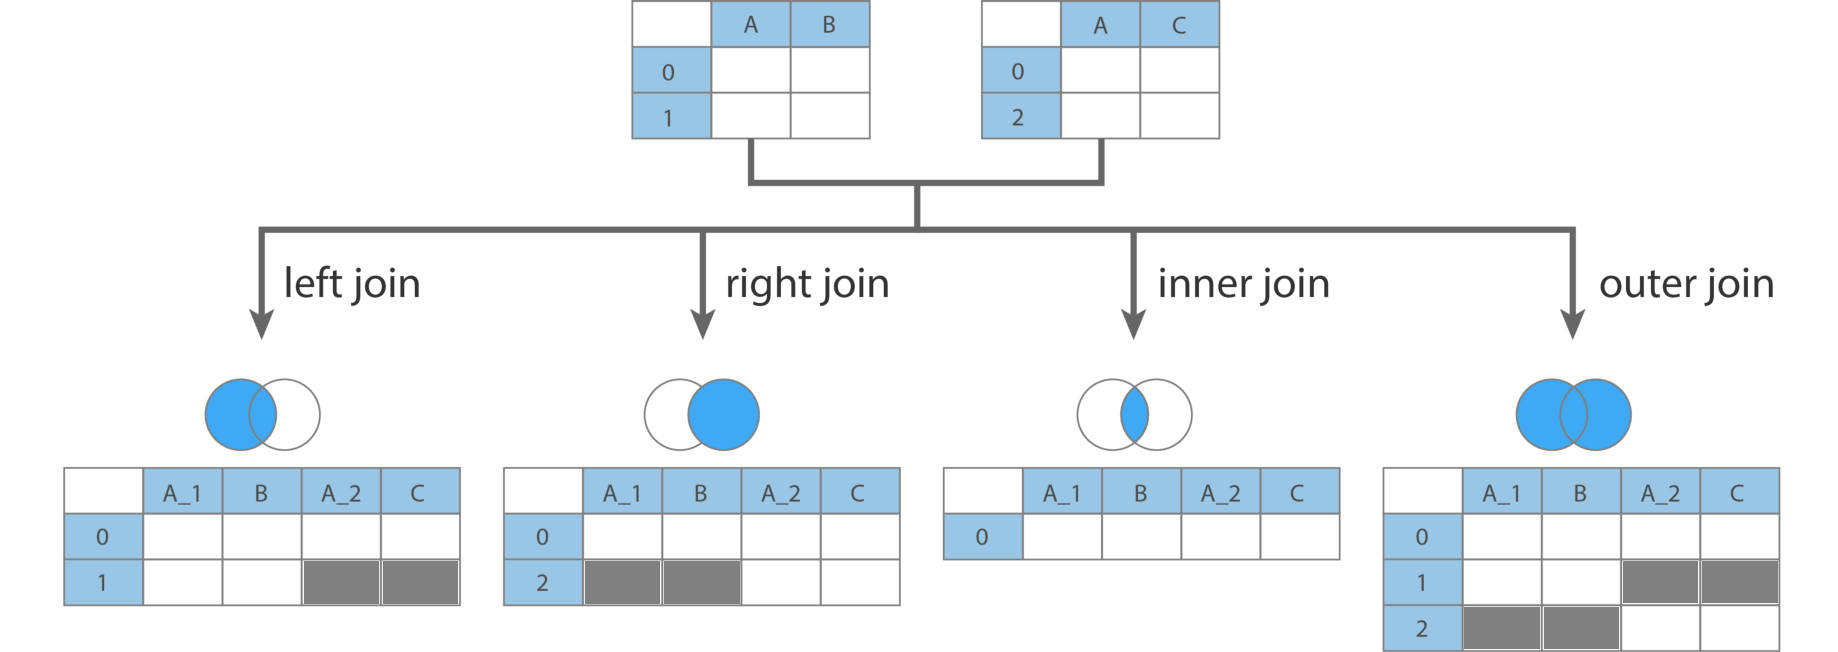 A B
0
1
A C
0
2
left join
right join
inner join
outer join
A_1 B A_2 C
0
1
A_1 B A_2 C
0
2
A_1 B A_2 C
0
A_1 B A_2 C
0
1
2